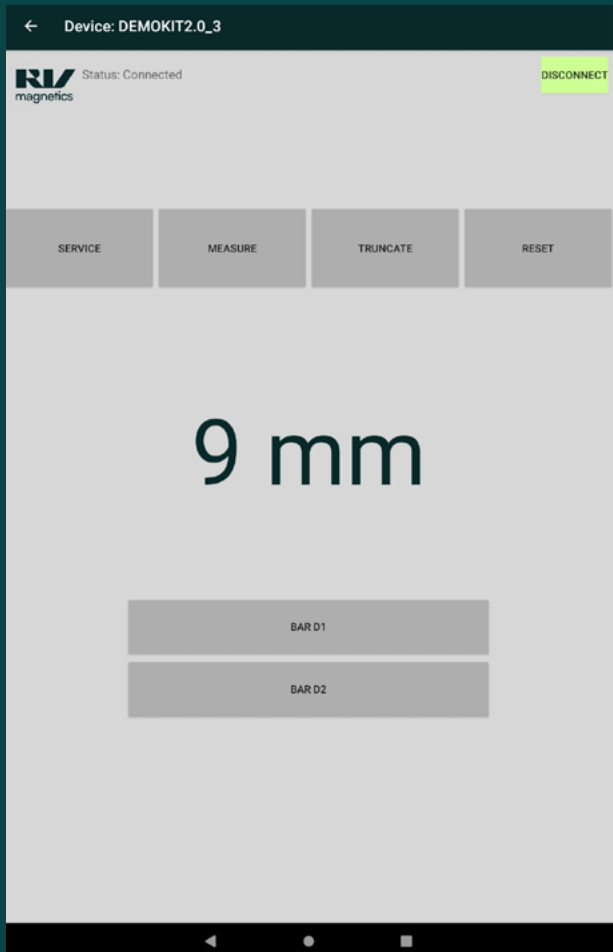 Device: DEMOKIT2.0_3
RIV magnetics
Status: Connected
DISCONNECT
SERVICE MEASURE TRUNCATE RESET
9 mm
BAR D1
BAR D2